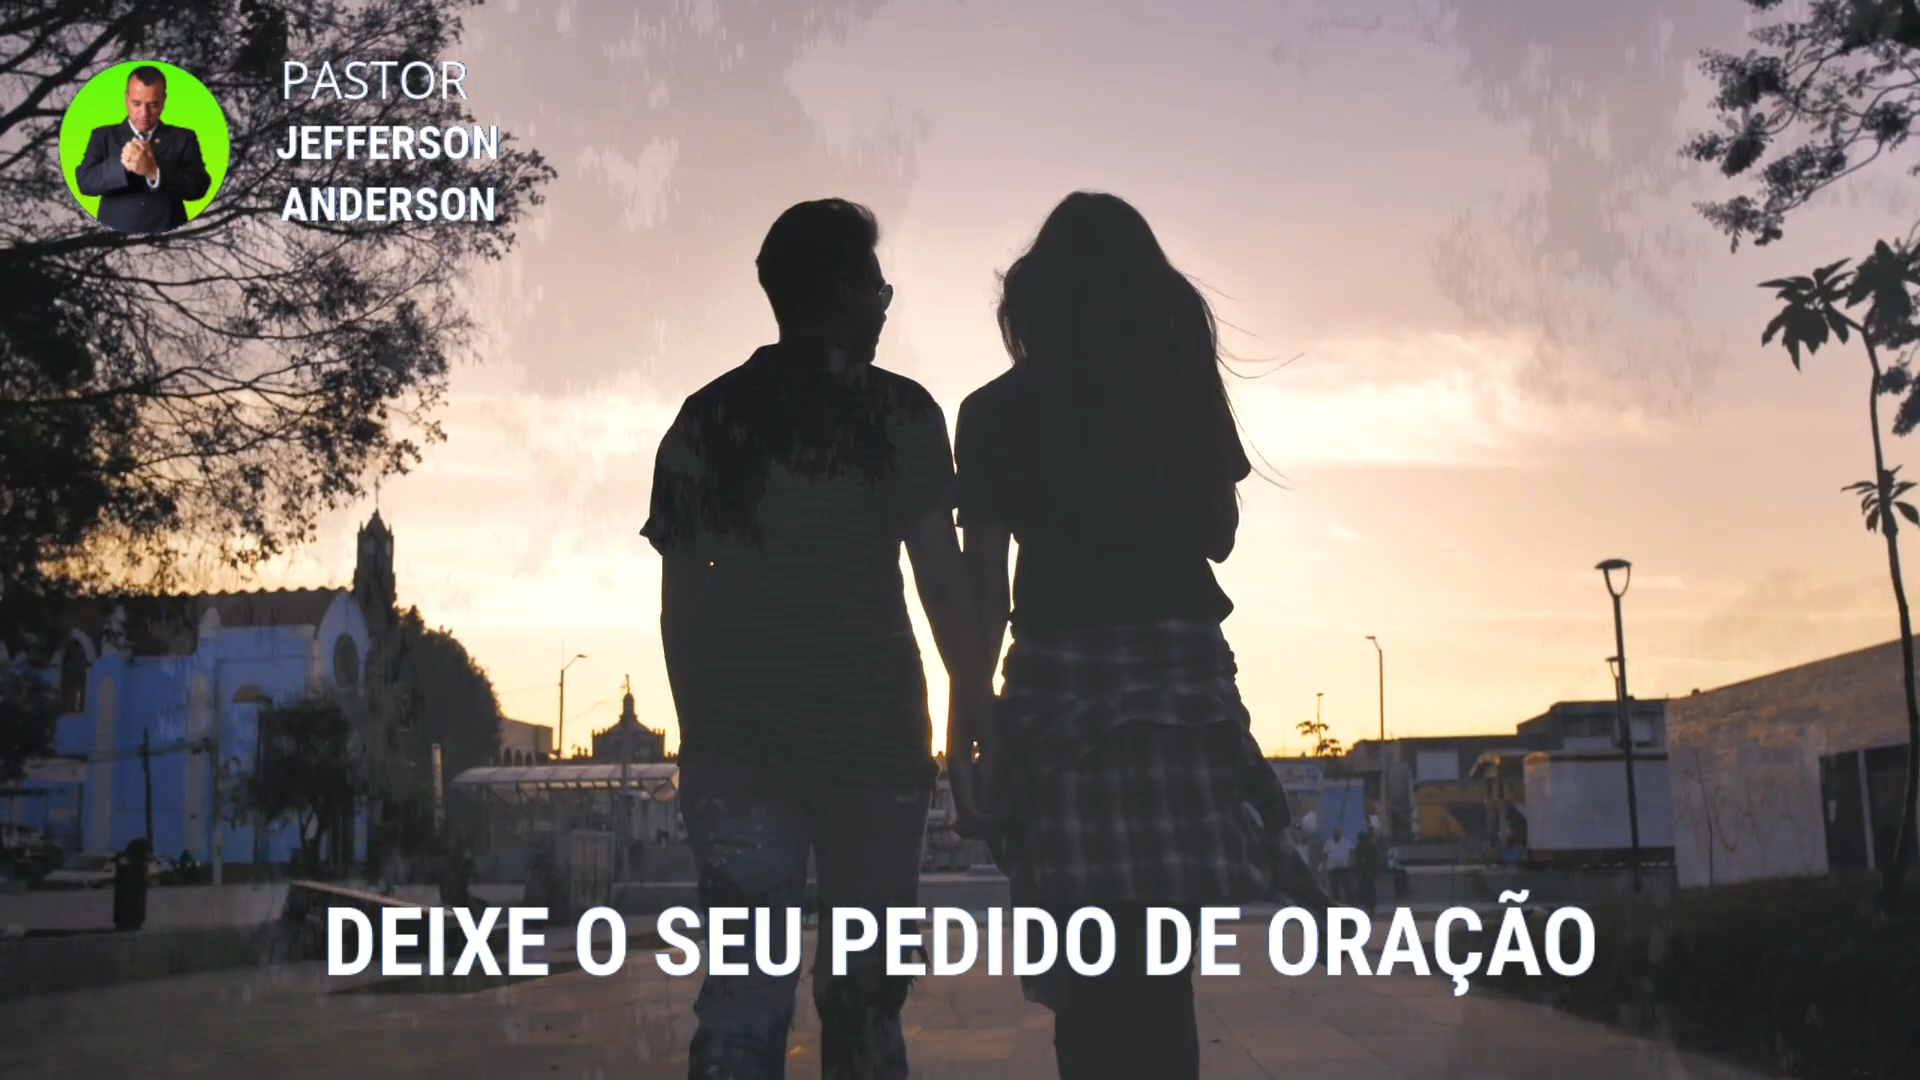 PASTOR
JEFFERSON
ANDERSON
DEIXE O SEU PEDIDO DE ORAÇÃO